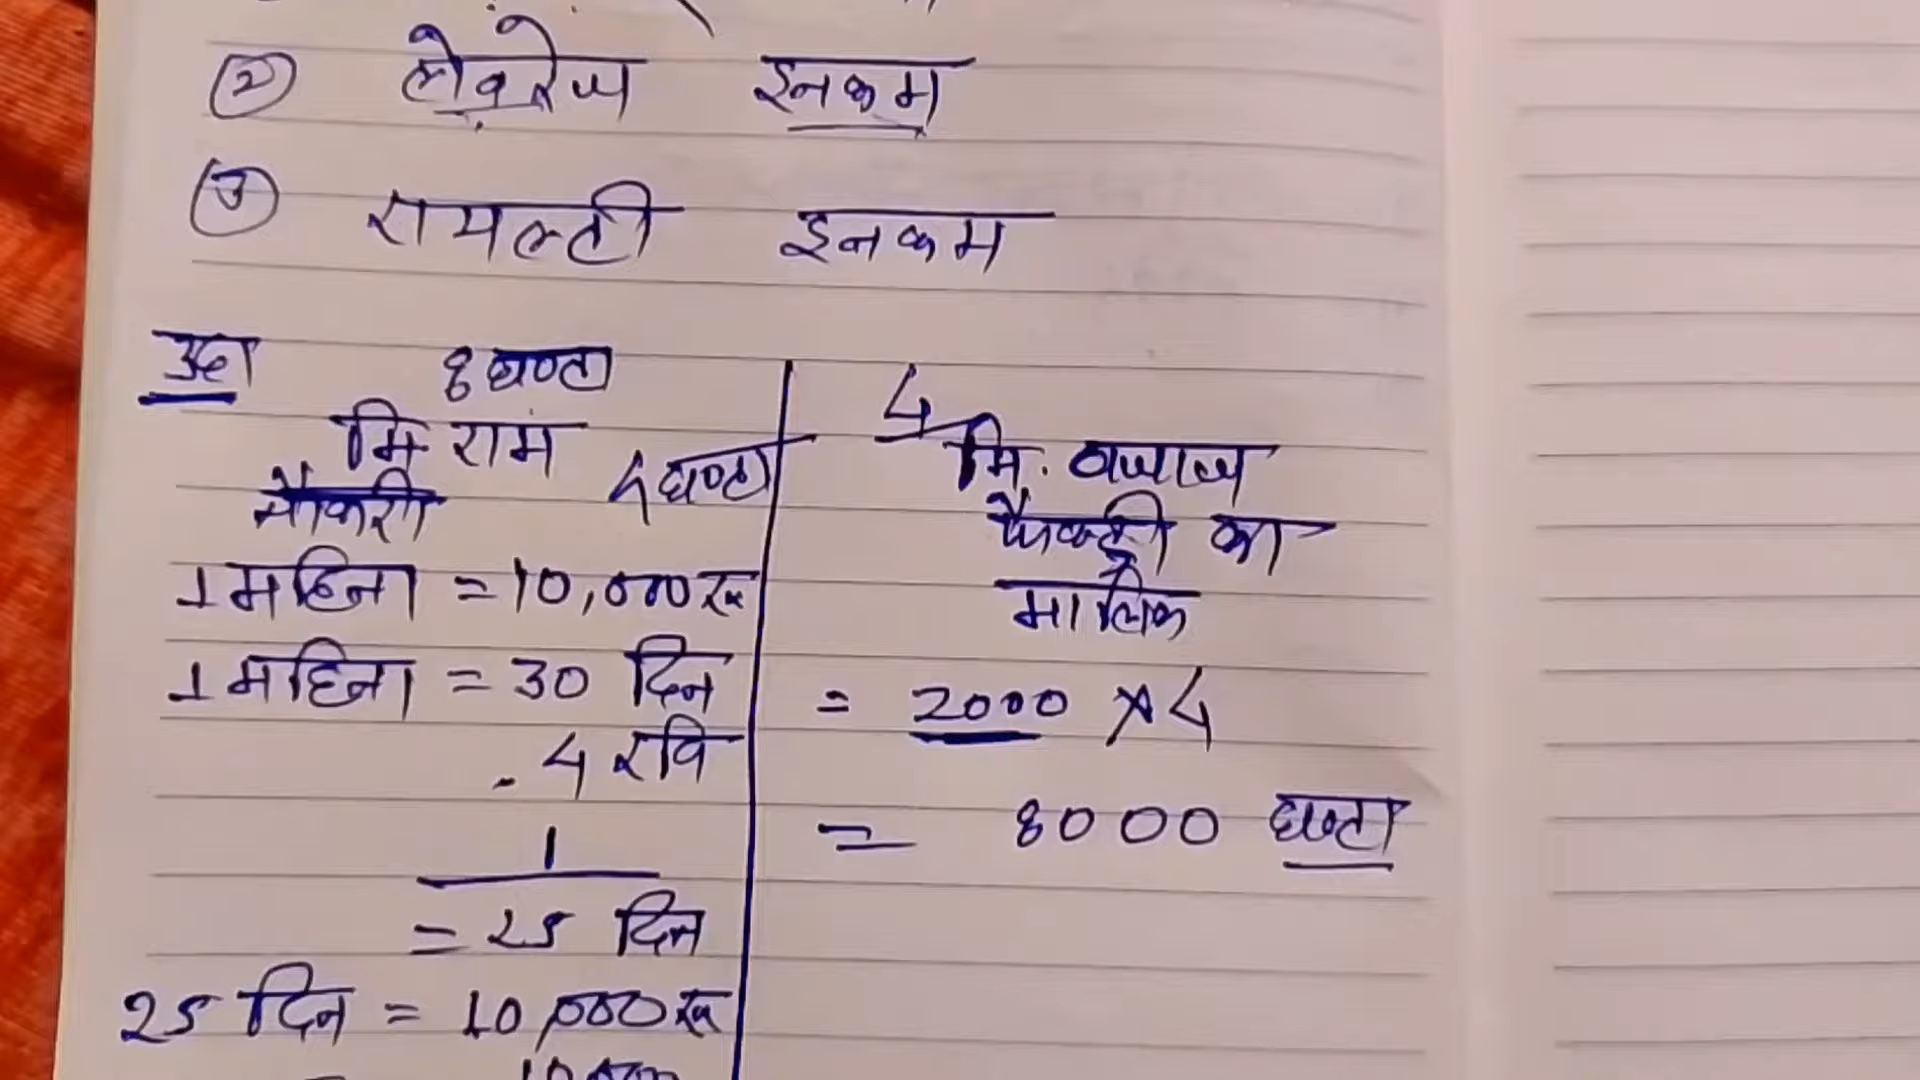 ② लेवरेज इनकम
③ रायल्टी इनकम
उदा 8 घण्टा
मि राम
नौकरी 4 घण्टा
1 महिना = 10,000 रू
1 महिना = 30 दिन
- 4 रवि
1
= 25 दिन
25 दिन = 10,000 रू
4
मि. बजाज
फैक्ट्री का
मालिक
= 2000 × 4
= 8000 घण्टा